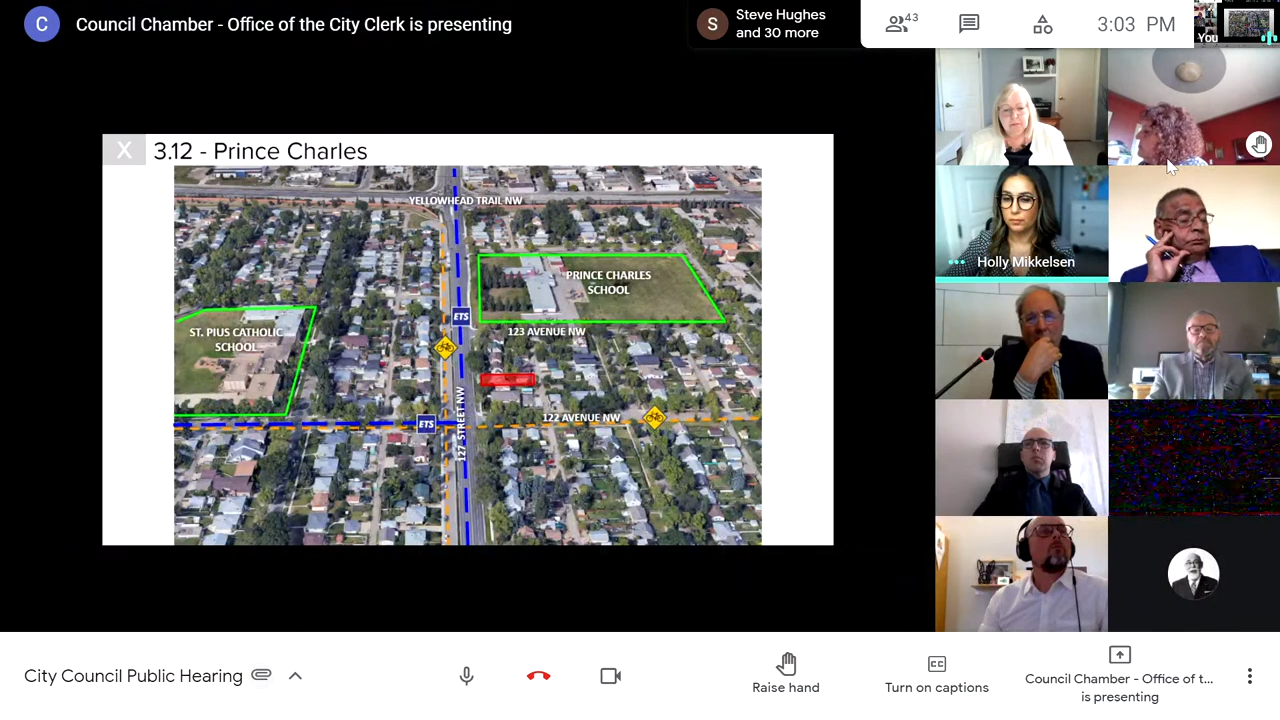 C
Council Chamber - Office of the City Clerk is presenting
S
Steve Hughes
and 30 more
43
3:03 PM
You
X
3.12 - Prince Charles
YELLOWHEAD TRAIL NW
PRINCE CHARLES
SCHOOL
ETS
ST. PIUS CATHOLIC
SCHOOL
123 AVENUE NW
127 STREET NW
122 AVENUE NW
ETS
Holly Mikkelsen
City Council Public Hearing
Raise hand
CC
Turn on captions
Council Chamber - Office of t...
is presenting